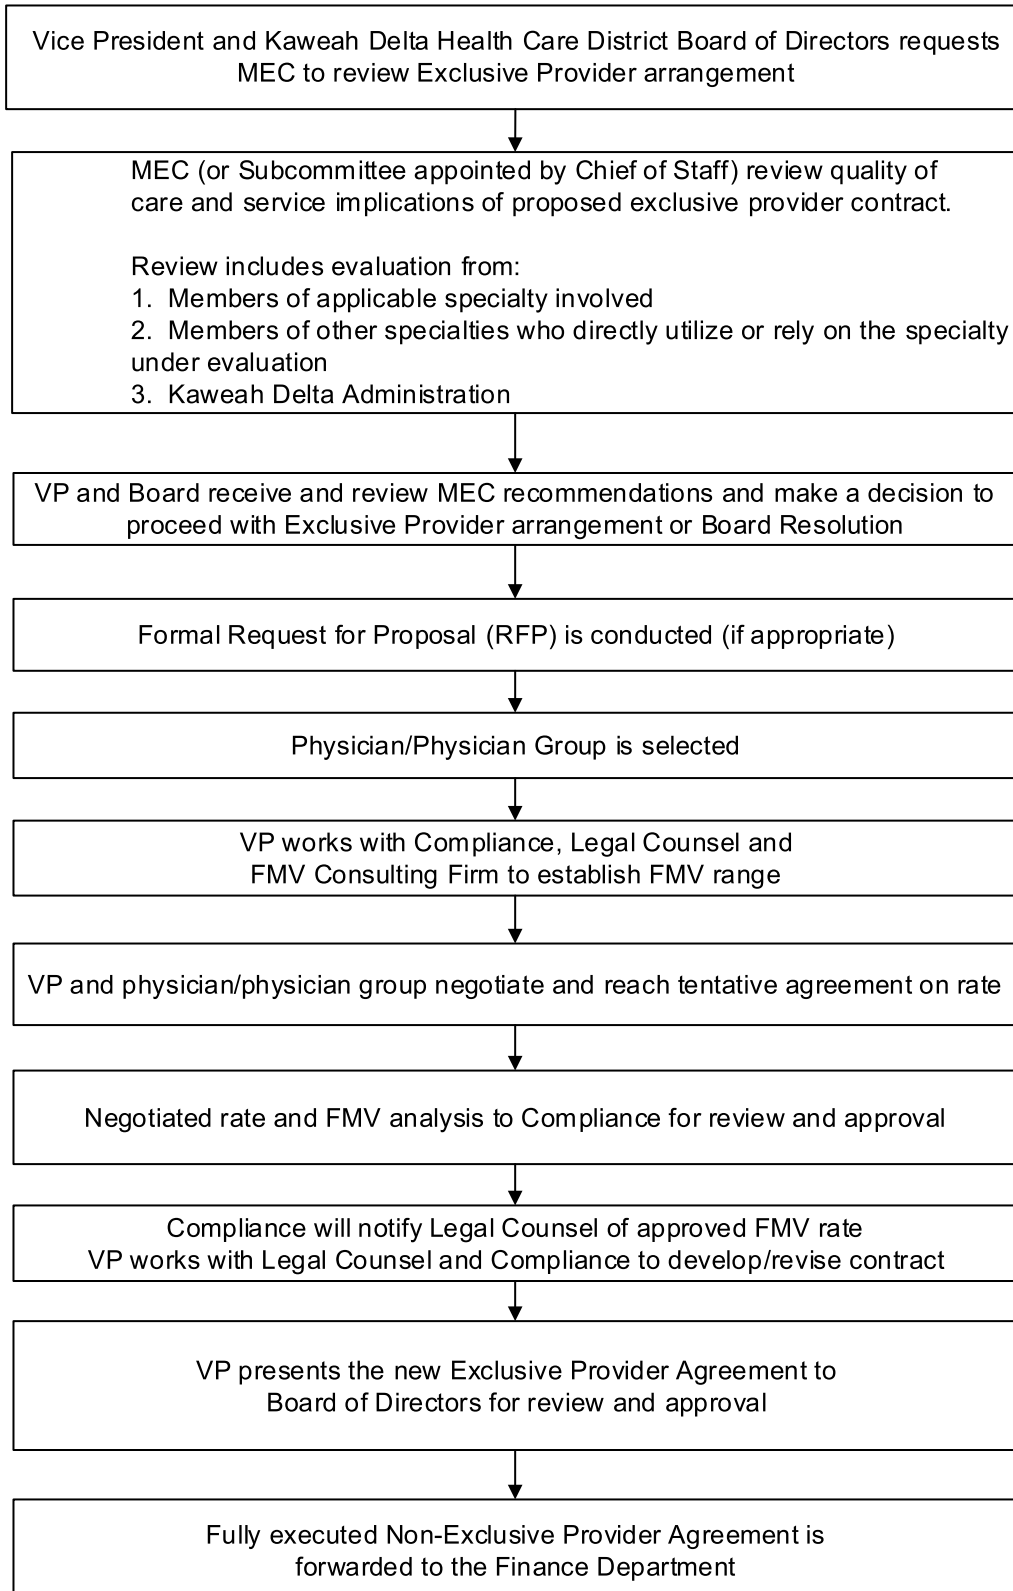 Vice President and Kaweah Delta Health Care District Board of Directors requests
MEC to review Exclusive Provider arrangement
MEC (or Subcommittee appointed by Chief of Staff) review quality of
care and service implications of proposed exclusive provider contract.
Review includes evaluation from:
1.  Members of applicable specialty involved
2.  Members of other specialties who directly utilize or rely on the specialty
under evaluation
3.  Kaweah Delta Administration
VP and Board receive and review MEC recommendations and make a decision to
proceed with Exclusive Provider arrangement or Board Resolution
Formal Request for Proposal (RFP) is conducted (if appropriate)
Physician/Physician Group is selected
VP works with Compliance, Legal Counsel and
FMV Consulting Firm to establish FMV range
VP and physician/physician group negotiate and reach tentative agreement on rate
Negotiated rate and FMV analysis to Compliance for review and approval
Compliance will notify Legal Counsel of approved FMV rate
VP works with Legal Counsel and Compliance to develop/revise contract
VP presents the new Exclusive Provider Agreement to
Board of Directors for review and approval
Fully executed Non-Exclusive Provider Agreement is
forwarded to the Finance Department